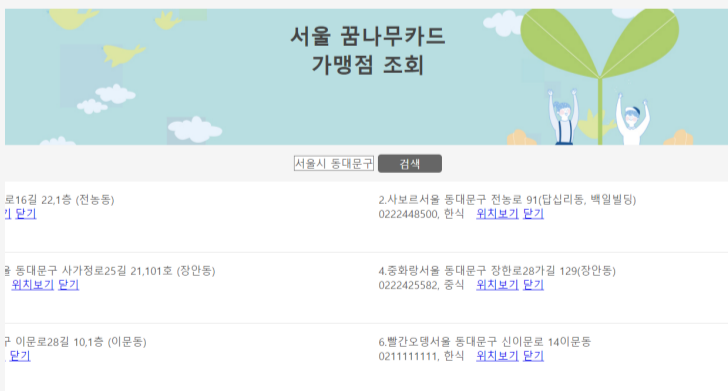 서울 꿈나무카드
가맹점 조회
서울시 동대문구
검색
로16길 22,1층 (전농동)
닫기
2.사보르서울 동대문구 전농로 91(답십리동, 백일빌딩)
0222448500, 한식 위치보기 닫기
동대문구 사가정로25길 21,101호 (장안동)
위치보기 닫기
4.중화랑서울 동대문구 장한로28가길 129(장안동)
0222425582, 중식 위치보기 닫기
구 이문로28길 10,1층 (이문동)
닫기
6.빨간오뎅서울 동대문구 신이문로 14이문동
0211111111, 한식 위치보기 닫기